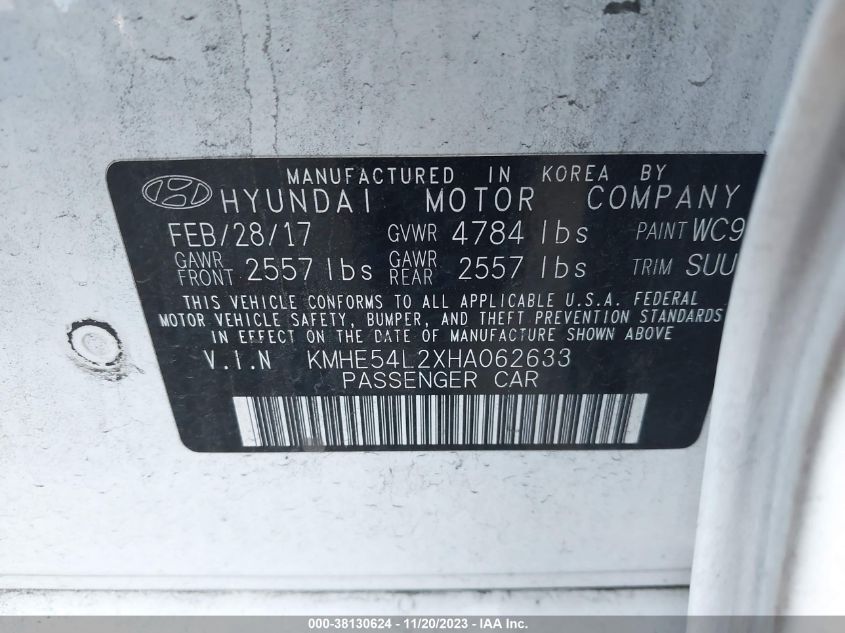 MANUFACTURED IN KOREA BY
HYUNDAI MOTOR COMPANY
FEB/28/17 GVWR 4784 lbs PAINT WC9
GAWR FRONT 2557 lbs GAWR REAR 2557 lbs TRIM SUU
THIS VEHICLE CONFORMS TO ALL APPLICABLE U.S.A. FEDERAL
MOTOR VEHICLE SAFETY, BUMPER, AND THEFT PREVENTION STANDARDS
IN EFFECT ON THE DATE OF MANUFACTURE SHOWN ABOVE
V.I.N KMHE54L2XHA062633
PASSENGER CAR
000-38130624 - 11/20/2023 - IAA Inc.